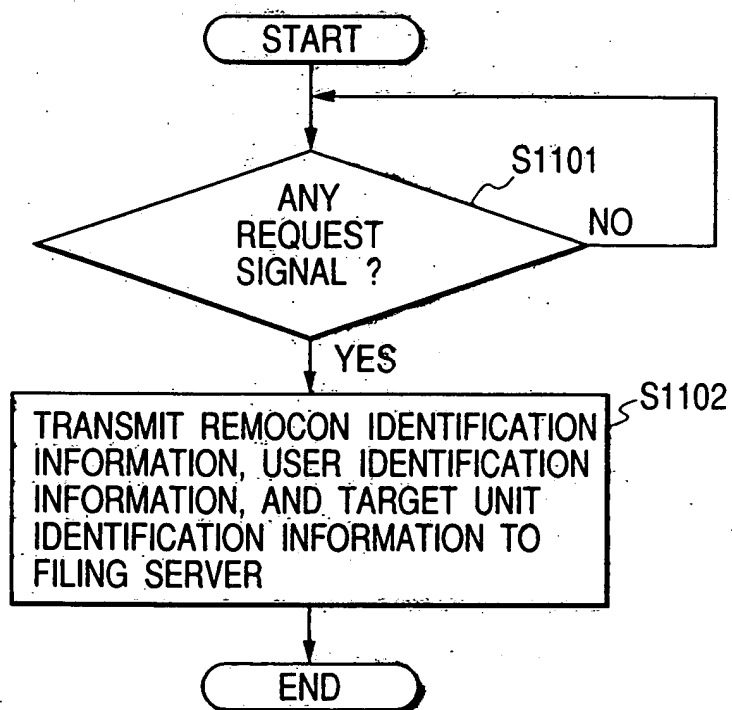 START
S1101
ANY
REQUEST
SIGNAL ?
NO
YES
S1102
TRANSMIT REMOCON IDENTIFICATION
INFORMATION, USER IDENTIFICATION
INFORMATION, AND TARGET UNIT
IDENTIFICATION INFORMATION TO
FILING SERVER
END